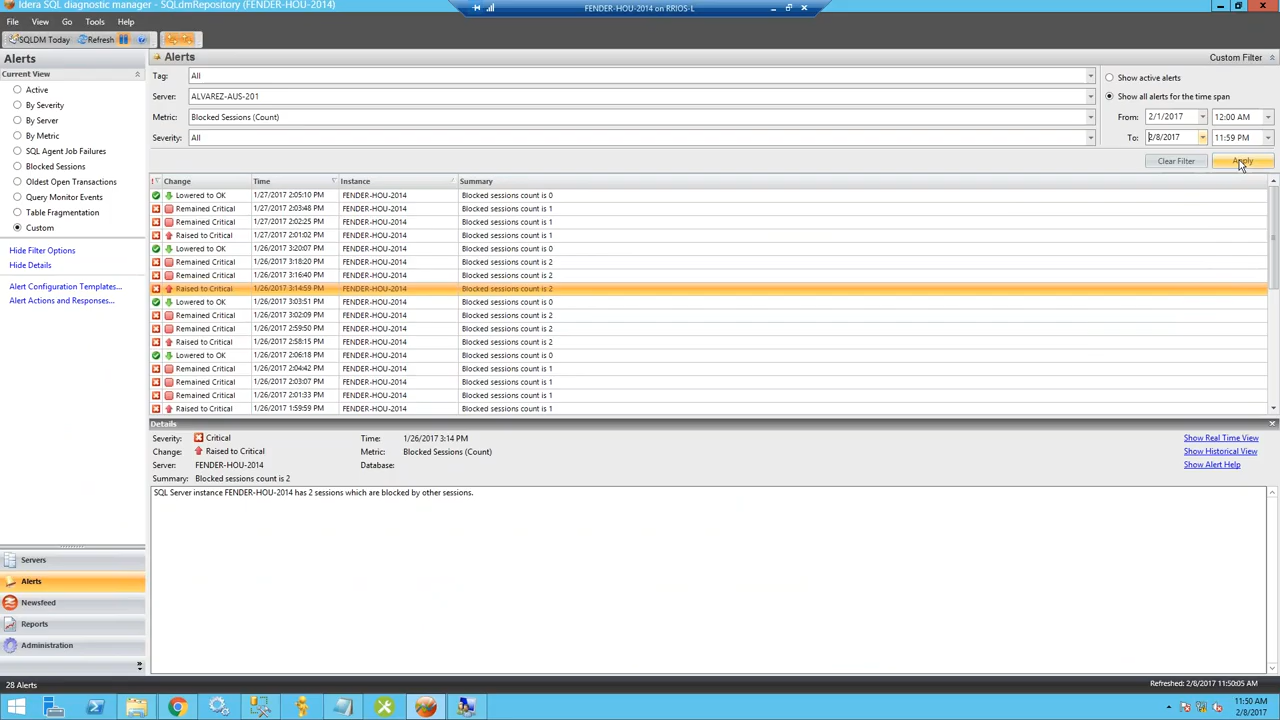 Idera SQL diagnostic manager - SQLdmRepository (FENDER-HOU-2014)
FENDER-HOU-2014 on RRIOS-L
File View Go Tools Help
SQLDM Today Refresh
Alerts
Current View
Active
By Severity
By Server
By Metric
SQL Agent Job Failures
Blocked Sessions
Oldest Open Transactions
Query Monitor Events
Table Fragmentation
Custom
Hide Filter Options
Hide Details
Alert Configuration Templates...
Alert Actions and Responses...
Servers
Alerts
Newsfeed
Reports
Administration
Alerts
Custom Filter
Tag: All
Server: ALVAREZ-AUS-201
Metric: Blocked Sessions (Count)
Severity: All
Show active alerts
Show all alerts for the time span
From: 2/1/2017 12:00 AM
To: 2/8/2017 11:59 PM
Clear Filter Apply
Change Time Instance Summary
Lowered to OK 1/27/2017 2:05:10 PM FENDER-HOU-2014 Blocked sessions count is 0
Remained Critical 1/27/2017 2:03:48 PM FENDER-HOU-2014 Blocked sessions count is 1
Remained Critical 1/27/2017 2:02:25 PM FENDER-HOU-2014 Blocked sessions count is 1
Raised to Critical 1/27/2017 2:01:02 PM FENDER-HOU-2014 Blocked sessions count is 1
Lowered to OK 1/26/2017 3:20:07 PM FENDER-HOU-2014 Blocked sessions count is 0
Remained Critical 1/26/2017 3:18:20 PM FENDER-HOU-2014 Blocked sessions count is 2
Remained Critical 1/26/2017 3:16:40 PM FENDER-HOU-2014 Blocked sessions count is 2
Raised to Critical 1/26/2017 3:14:59 PM FENDER-HOU-2014 Blocked sessions count is 2
Lowered to OK 1/26/2017 3:03:51 PM FENDER-HOU-2014 Blocked sessions count is 0
Remained Critical 1/26/2017 3:02:09 PM FENDER-HOU-2014 Blocked sessions count is 2
Remained Critical 1/26/2017 2:59:50 PM FENDER-HOU-2014 Blocked sessions count is 2
Raised to Critical 1/26/2017 2:58:15 PM FENDER-HOU-2014 Blocked sessions count is 2
Lowered to OK 1/26/2017 2:06:18 PM FENDER-HOU-2014 Blocked sessions count is 0
Remained Critical 1/26/2017 2:04:42 PM FENDER-HOU-2014 Blocked sessions count is 1
Remained Critical 1/26/2017 2:03:07 PM FENDER-HOU-2014 Blocked sessions count is 1
Remained Critical 1/26/2017 2:01:33 PM FENDER-HOU-2014 Blocked sessions count is 1
Raised to Critical 1/26/2017 1:59:59 PM FENDER-HOU-2014 Blocked sessions count is 1
Details
Severity: Critical Time: 1/26/2017 3:14 PM
Change: Raised to Critical Metric: Blocked Sessions (Count)
Server: FENDER-HOU-2014 Database:
Summary: Blocked sessions count is 2
Show Real Time View
Show Historical View
Show Alert Help
SQL Server instance FENDER-HOU-2014 has 2 sessions which are blocked by other sessions.
28 Alerts
Refreshed: 2/8/2017 11:50:05 AM
11:50 AM
2/8/2017